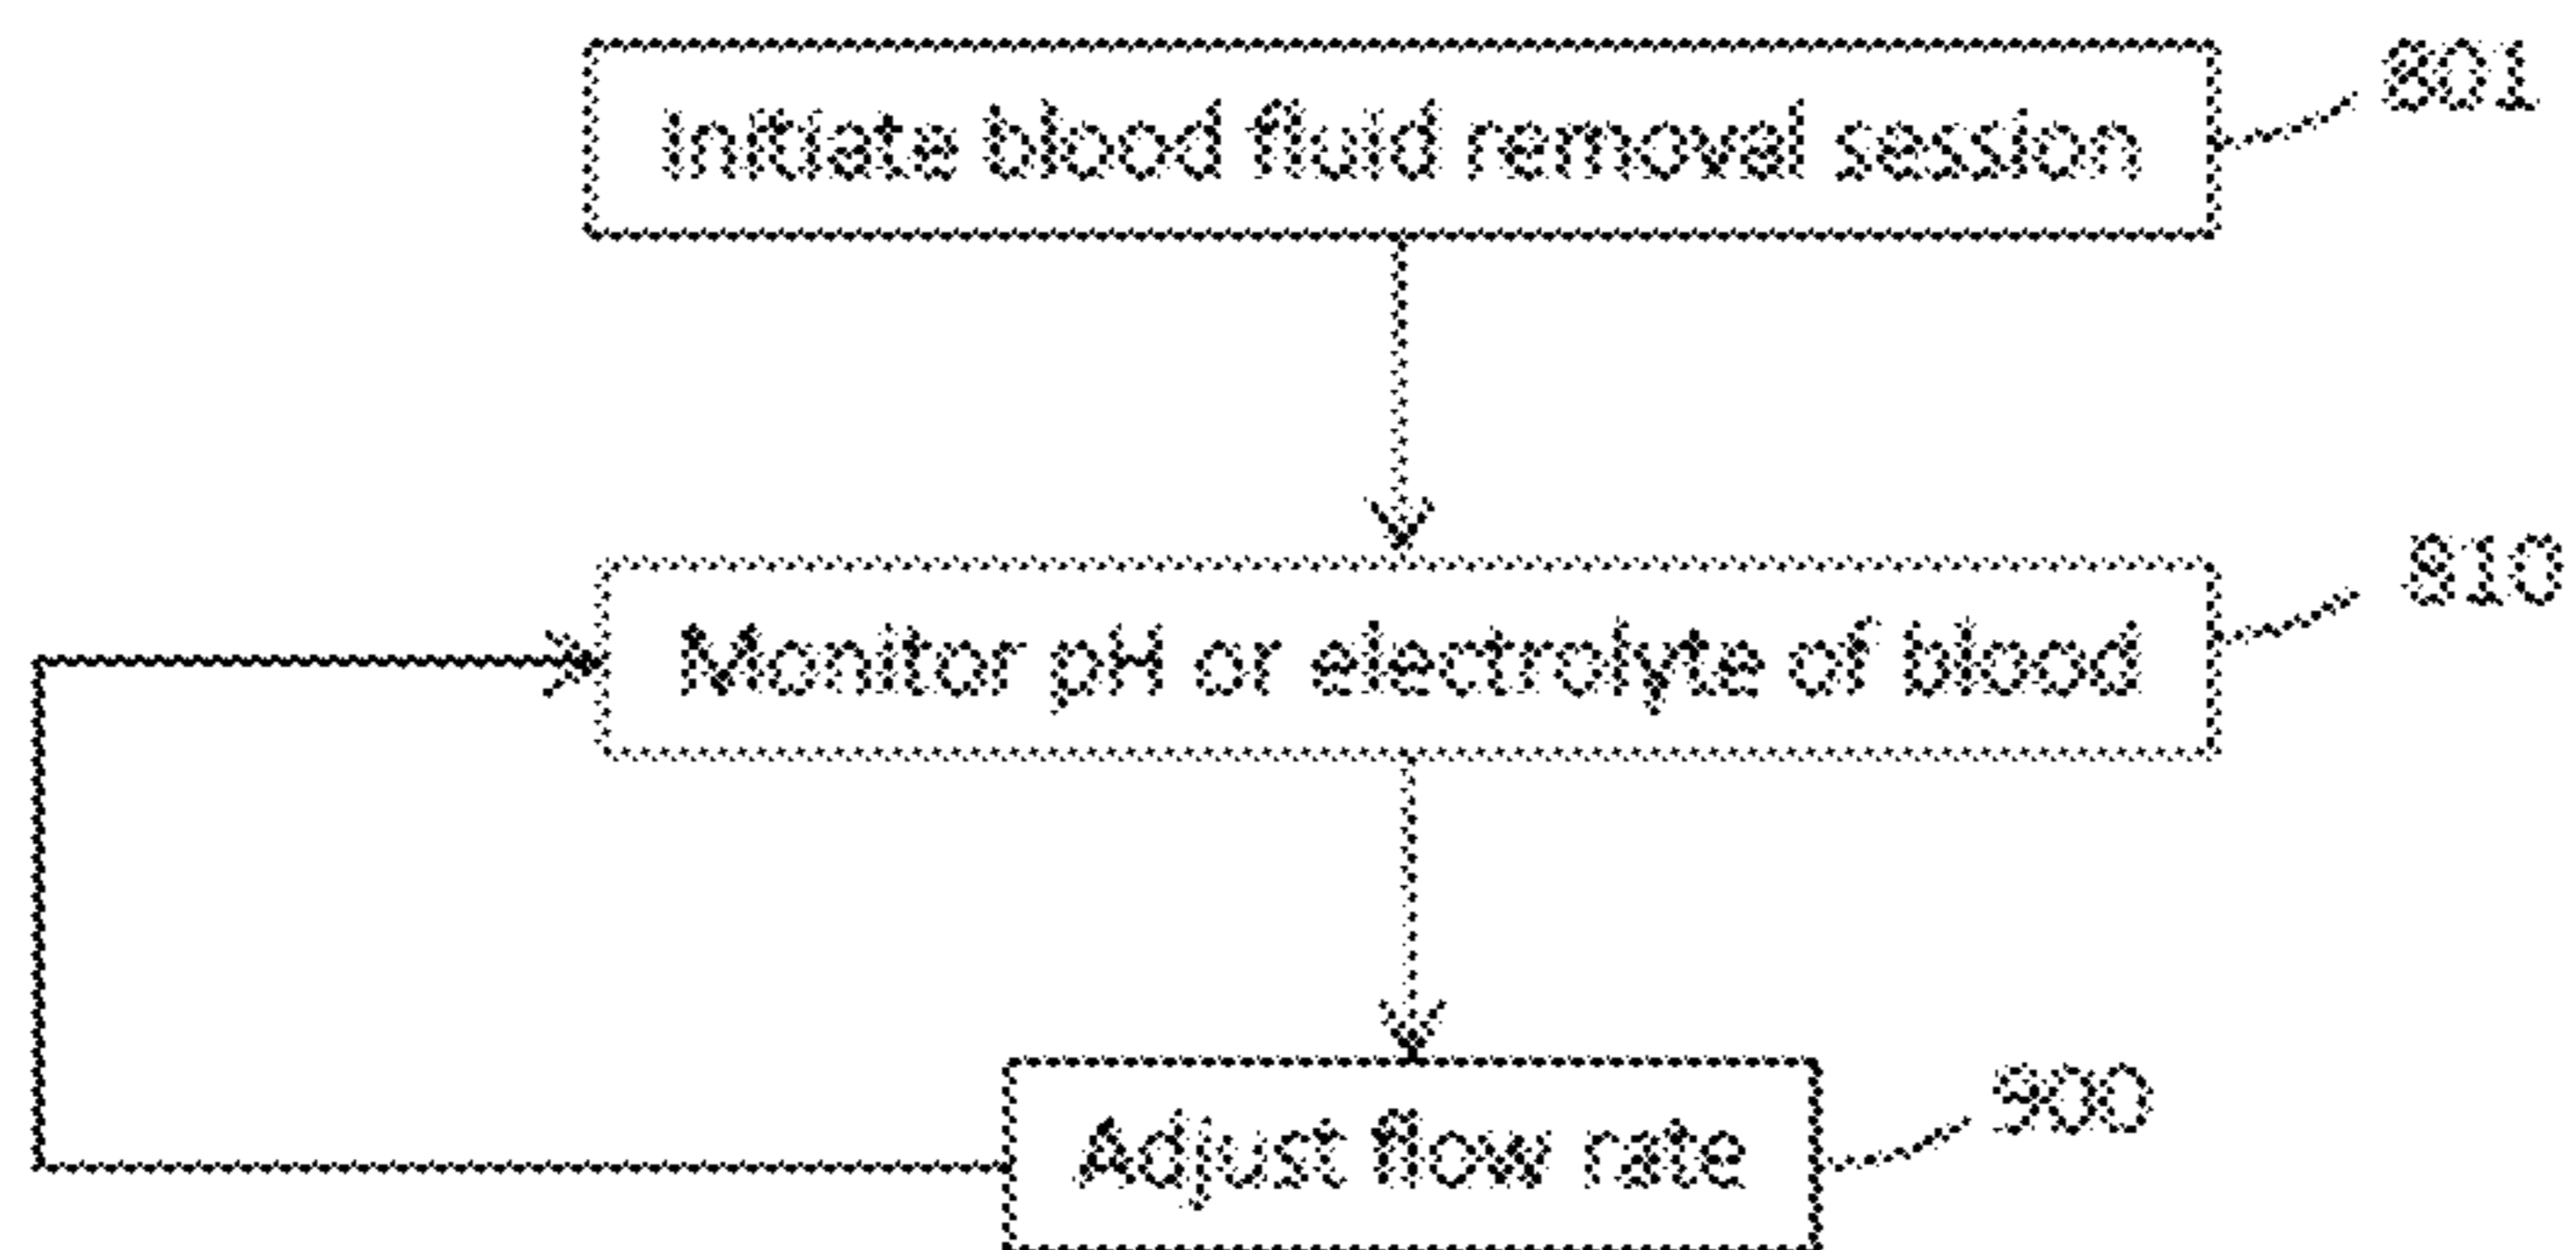 Initiate blood fluid removal session
801
Monitor pH or electrolyte of blood
810
Adjust flow rate
900